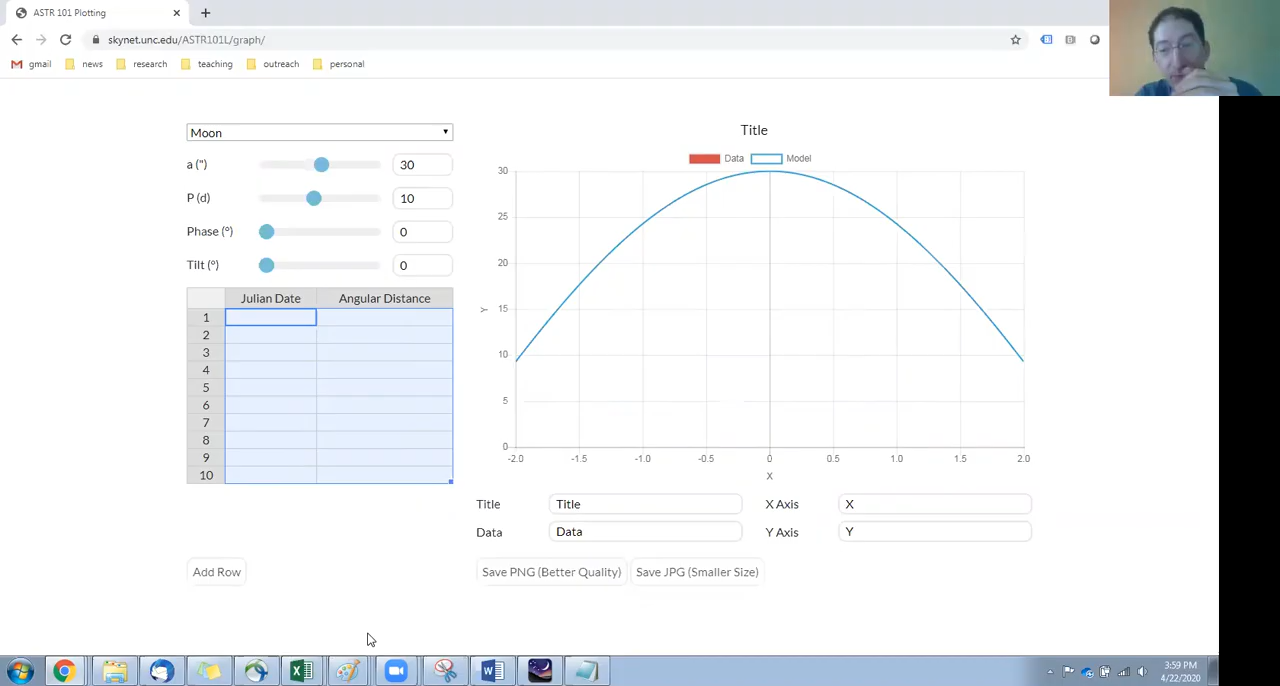 ASTR 101 Plotting
skynet.unc.edu/ASTR101L/graph/
gmail news research teaching outreach personal
Moon
a (") 30
P (d) 10
Phase (º) 0
Tilt (º) 0
Julian Date Angular Distance
1
2
3
4
5
6
7
8
9
10
Add Row
Title
Data Model
30
25
20
15
10
5
0
Y
-2.0 -1.5 -1.0 -0.5 0 0.5 1.0 1.5 2.0
X
Title Title X Axis X
Data Data Y Axis Y
Save PNG (Better Quality) Save JPG (Smaller Size)
3:59 PM
4/22/2020